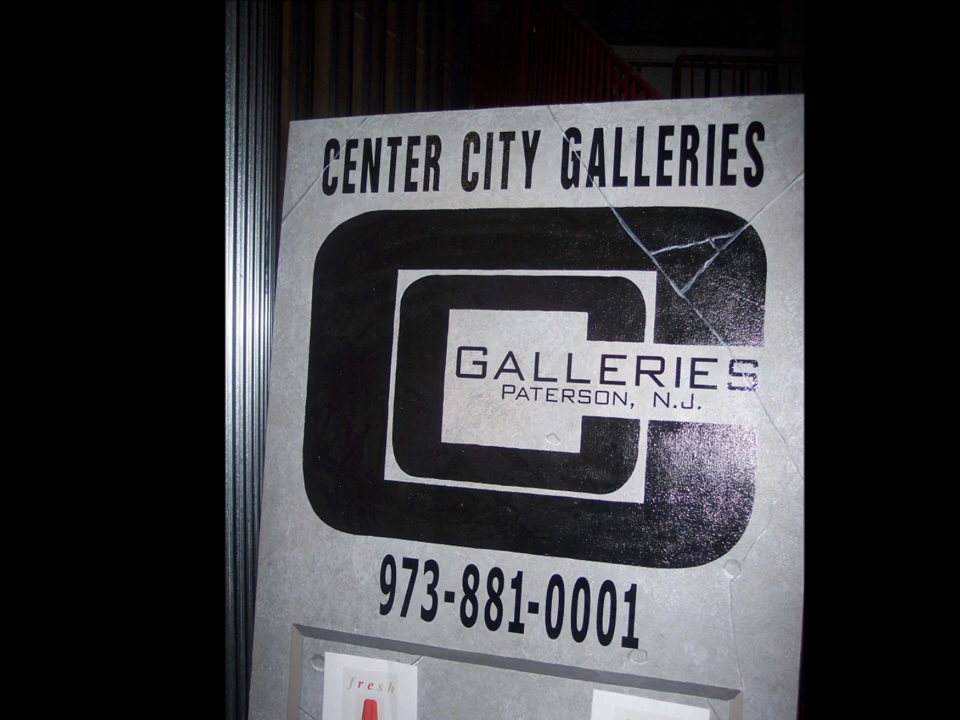 CENTER CITY GALLERIES
GALLERIES
PATERSON, N.J.
973-881-0001
fresh